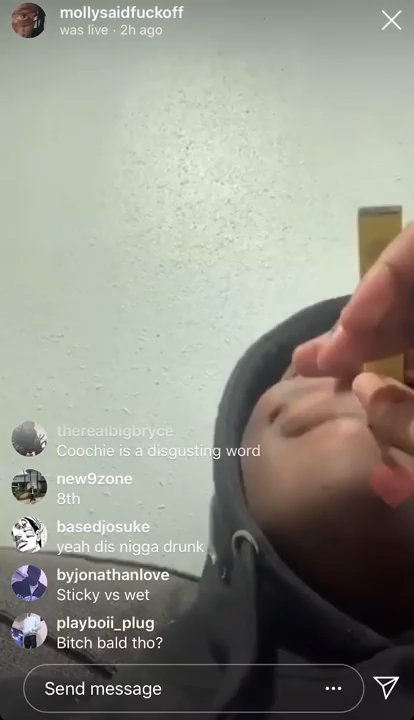 mollysaidfuckoff
was live · 2h ago
therealbigbryce
Coochie is a disgusting word
new9zone
8th
basedjosuke
yeah dis nigga drunk
byjonathanlove
Sticky vs wet
playboii_plug
Bitch bald tho?
Send message